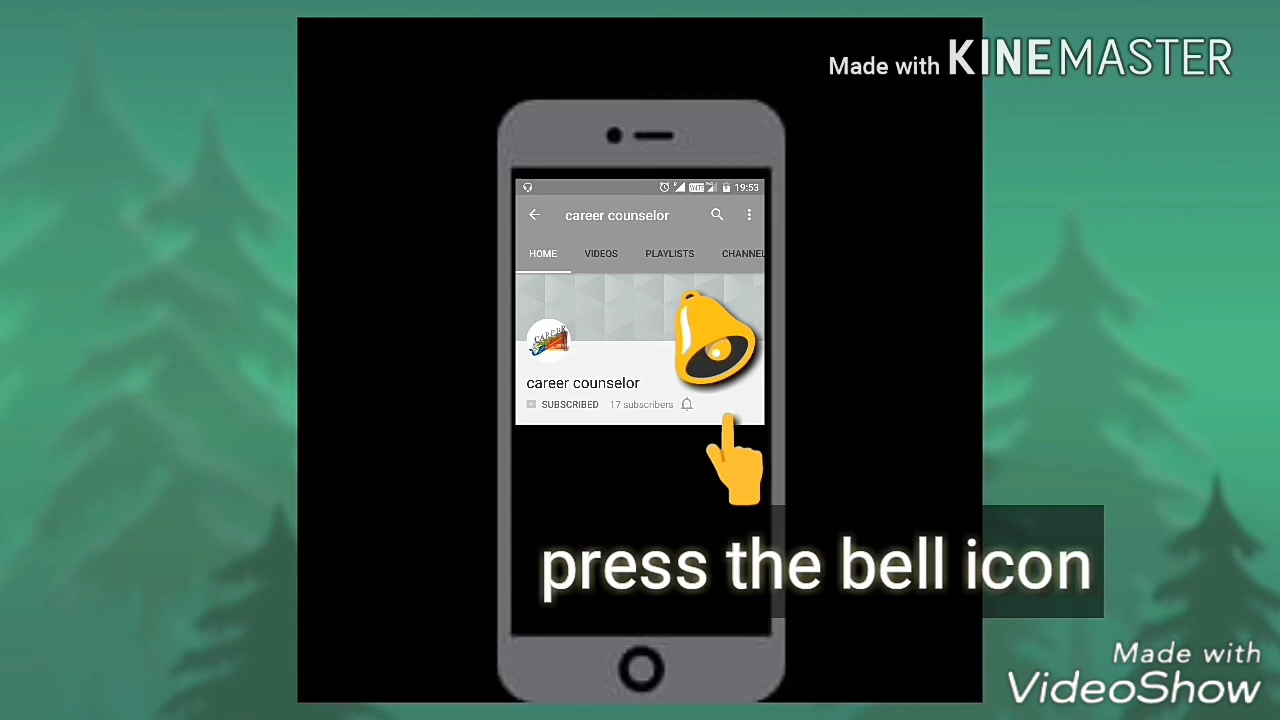 Made with KINEMASTER
19:53
career counselor
HOME VIDEOS PLAYLISTS CHANNEL
CAREER
career counselor
SUBSCRIBED 17 subscribers
press the bell icon
Made with
VideoShow